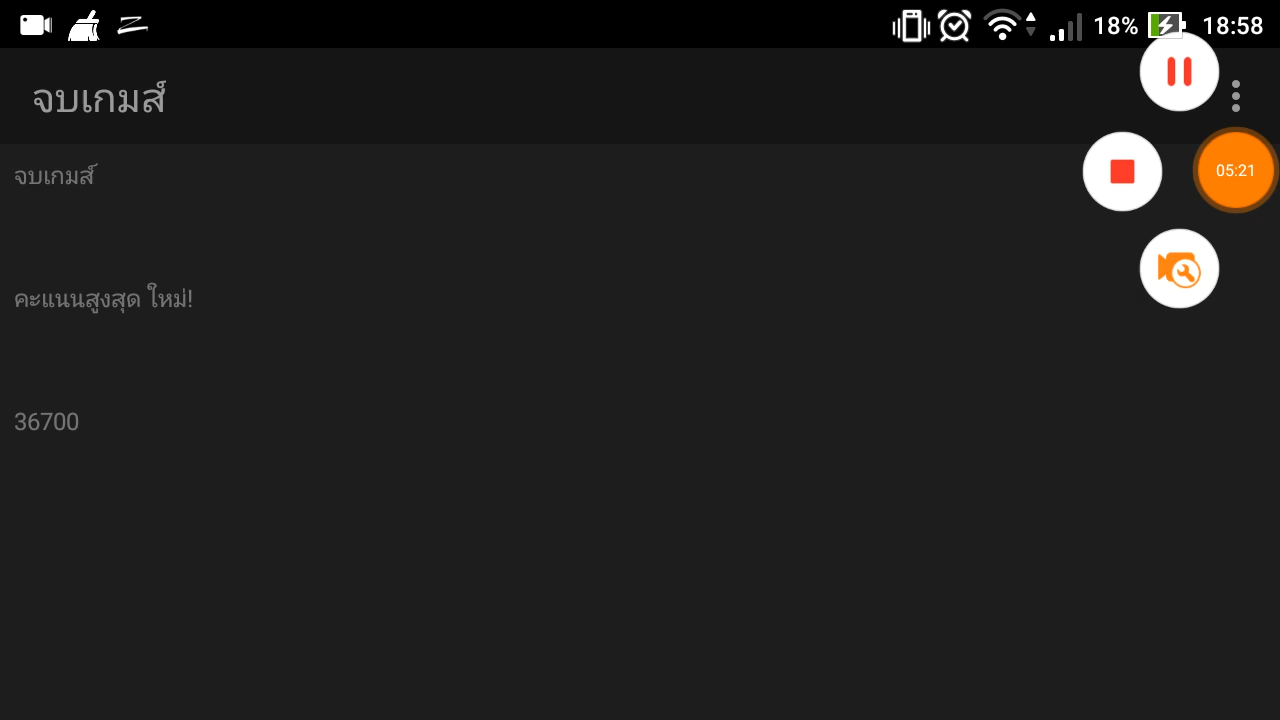 18% 18:58
จบเกมส์
05:21
จบเกมส์
คะแนนสูงสุด ใหม่!
36700